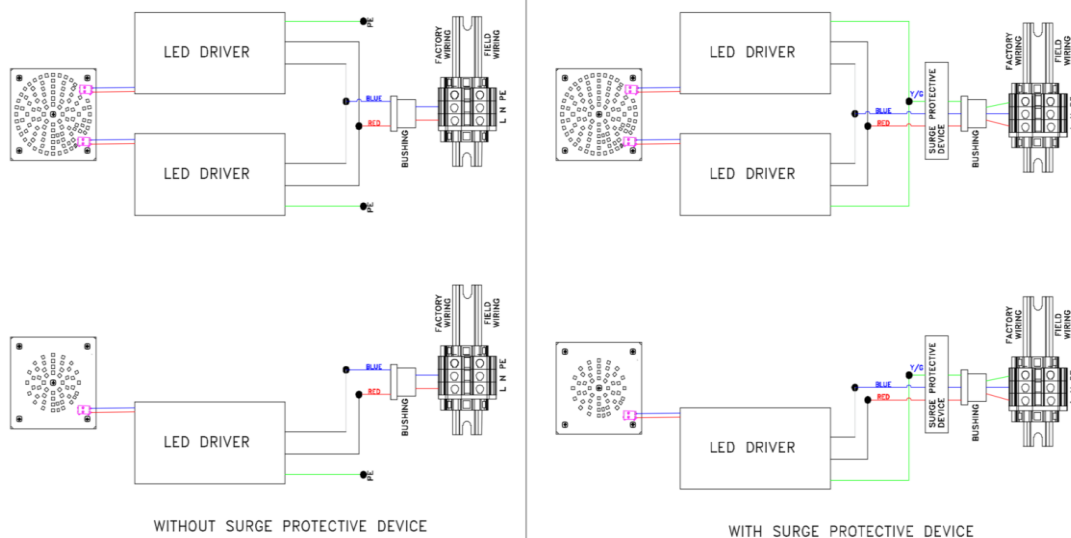 LED DRIVER
PE
FACTORY
WIRING
FIELD
WIRING
BLUE
RED
BUSHING
L N PE
LED DRIVER
PE
LED DRIVER
FACTORY
WIRING
FIELD
WIRING
Y/G
BLUE
RED
SURGE PROTECTIVE
DEVICE
BUSHING
LED DRIVER
FACTORY
WIRING
FIELD
WIRING
BLUE
RED
BUSHING
L N PE
LED DRIVER
PE
WITHOUT SURGE PROTECTIVE DEVICE
FACTORY
WIRING
FIELD
WIRING
Y/G
BLUE
RED
SURGE PROTECTIVE
DEVICE
BUSHING
LED DRIVER
WITH SURGE PROTECTIVE DEVICE